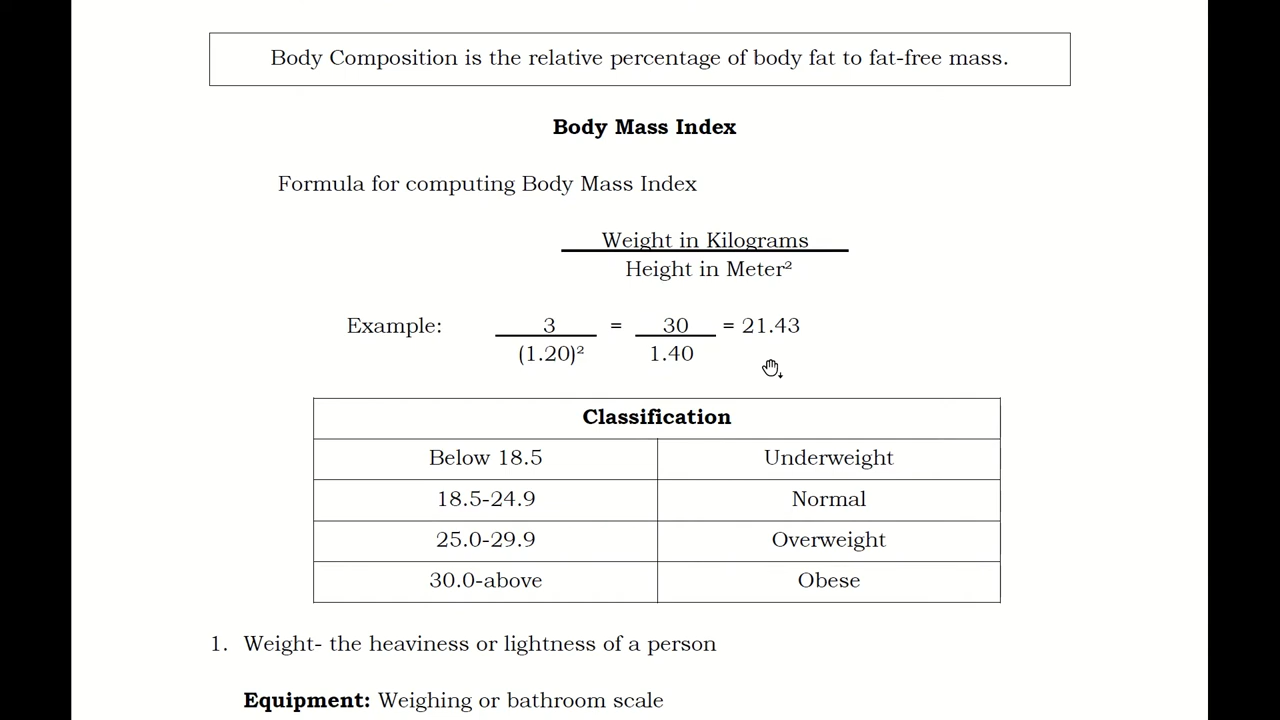 Body Composition is the relative percentage of body fat to fat-free mass.
Body Mass Index
Formula for computing Body Mass Index
Weight in Kilograms
Height in Meter²
Example: 3 = 30 = 21.43
(1.20)² 1.40
Classification
Below 18.5 Underweight
18.5-24.9 Normal
25.0-29.9 Overweight
30.0-above Obese
1. Weight- the heaviness or lightness of a person
Equipment: Weighing or bathroom scale